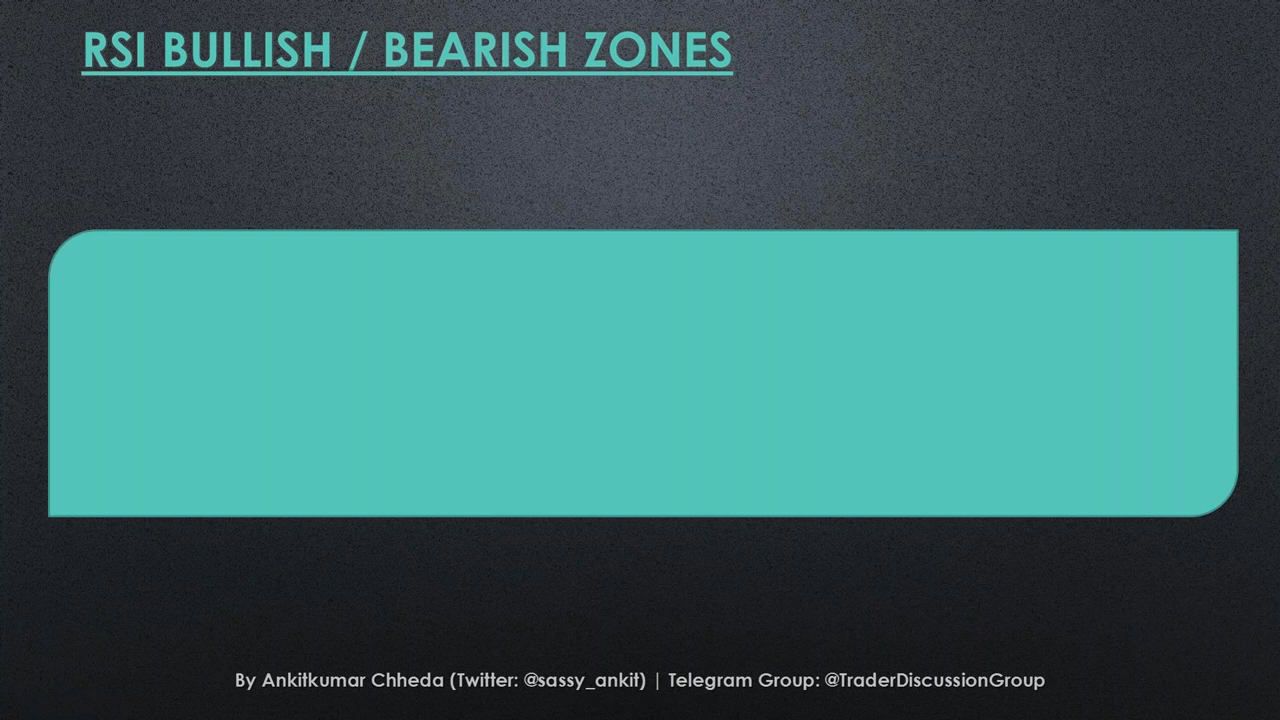 RSI BULLISH / BEARISH ZONES
By Ankitkumar Chheda (Twitter: @sassy_ankit) | Telegram Group: @TraderDiscussionGroup